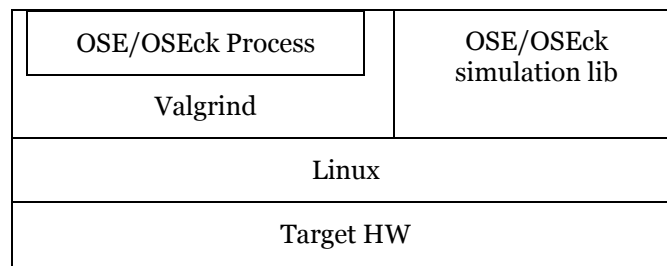 OSE/OSEck Process
Valgrind
OSE/OSEck
simulation lib
Linux
Target HW